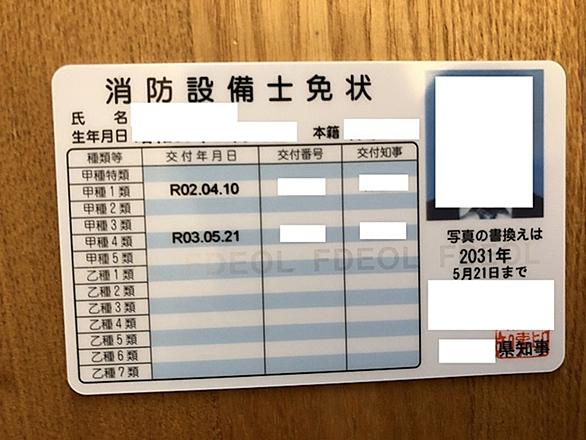 消防設備士免状
氏 名
生年月日
本籍
種類等 交付年月日 交付番号 交付知事
甲種特類
甲種1類 R02.04.10
甲種2類
甲種3類
甲種4類 R03.05.21
甲種5類
乙種1類
乙種2類
乙種3類
乙種4類
乙種5類
乙種6類
乙種7類
FDEOL FDEOL
写真の書換えは
2031年
5月21日まで
県知事